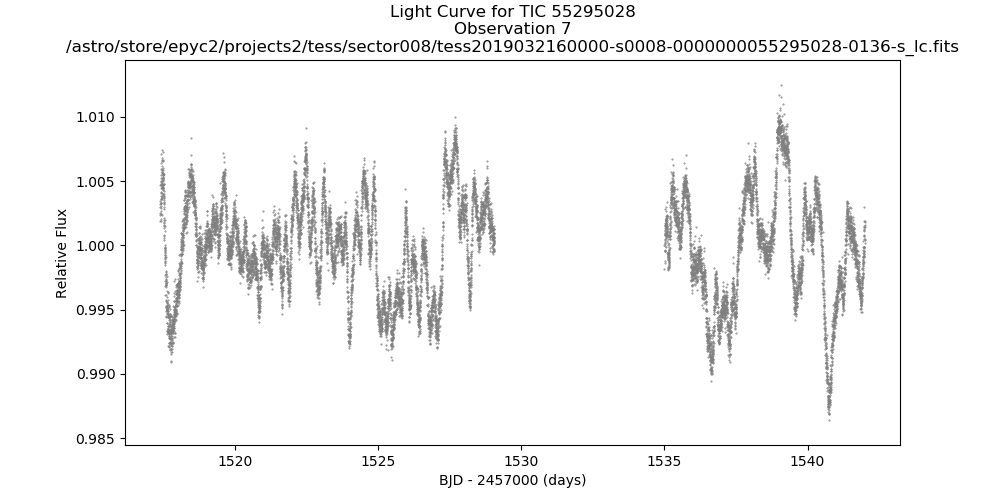 Light Curve for TIC 55295028
Observation 7
/astro/store/epyc2/projects2/tess/sector008/tess2019032160000-s0008-0000000055295028-0136-s_lc.fits
1.010
1.005
1.000
0.995
0.990
0.985
Relative Flux
1520
1525
1530
1535
1540
BJD - 2457000 (days)